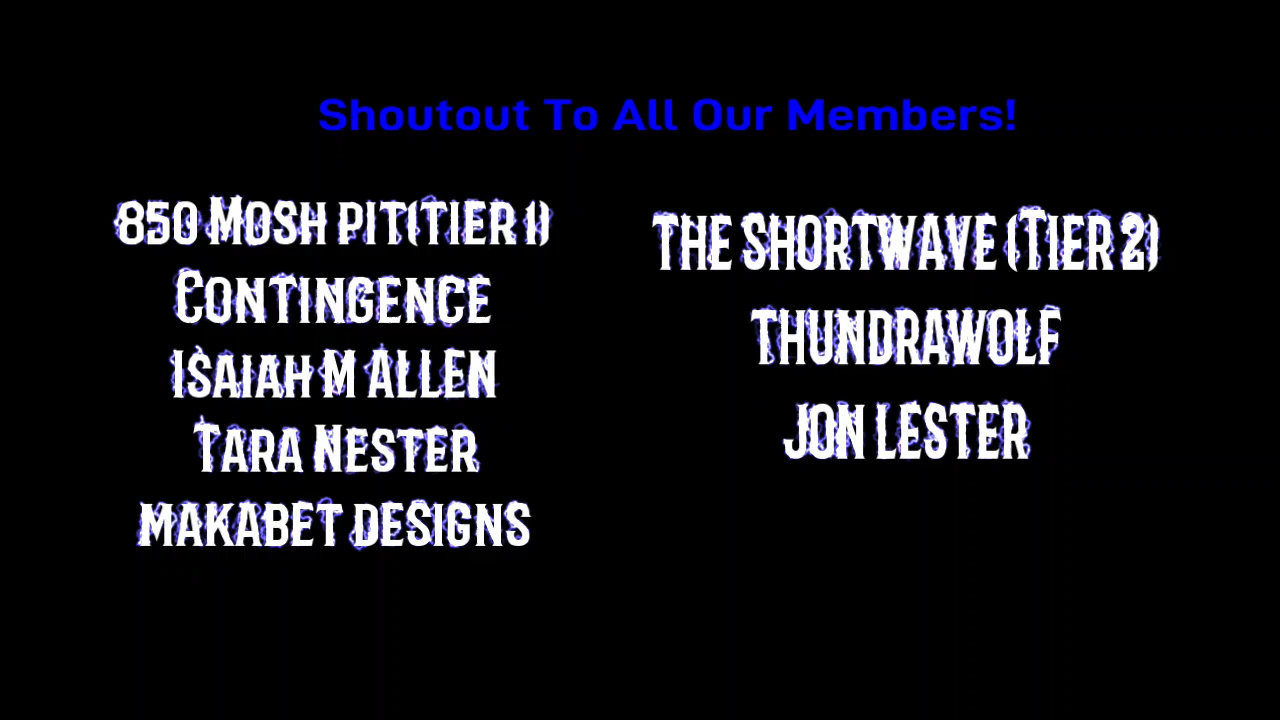 Shoutout To All Our Members!
850 Mosh pit(tier 1)
Contingence
Isaiah M Allen
Tara Nester
makabet designs
The Shortwave (Tier 2)
Thundrawolf
Jon Lester